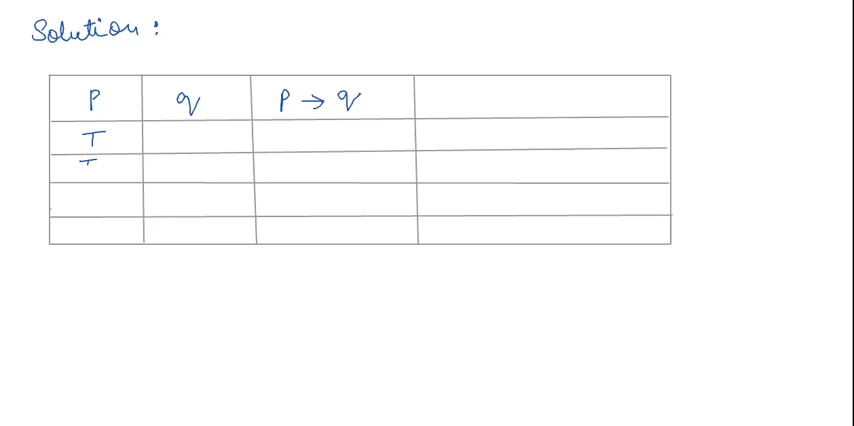 Solution :
P q P → q
T
T